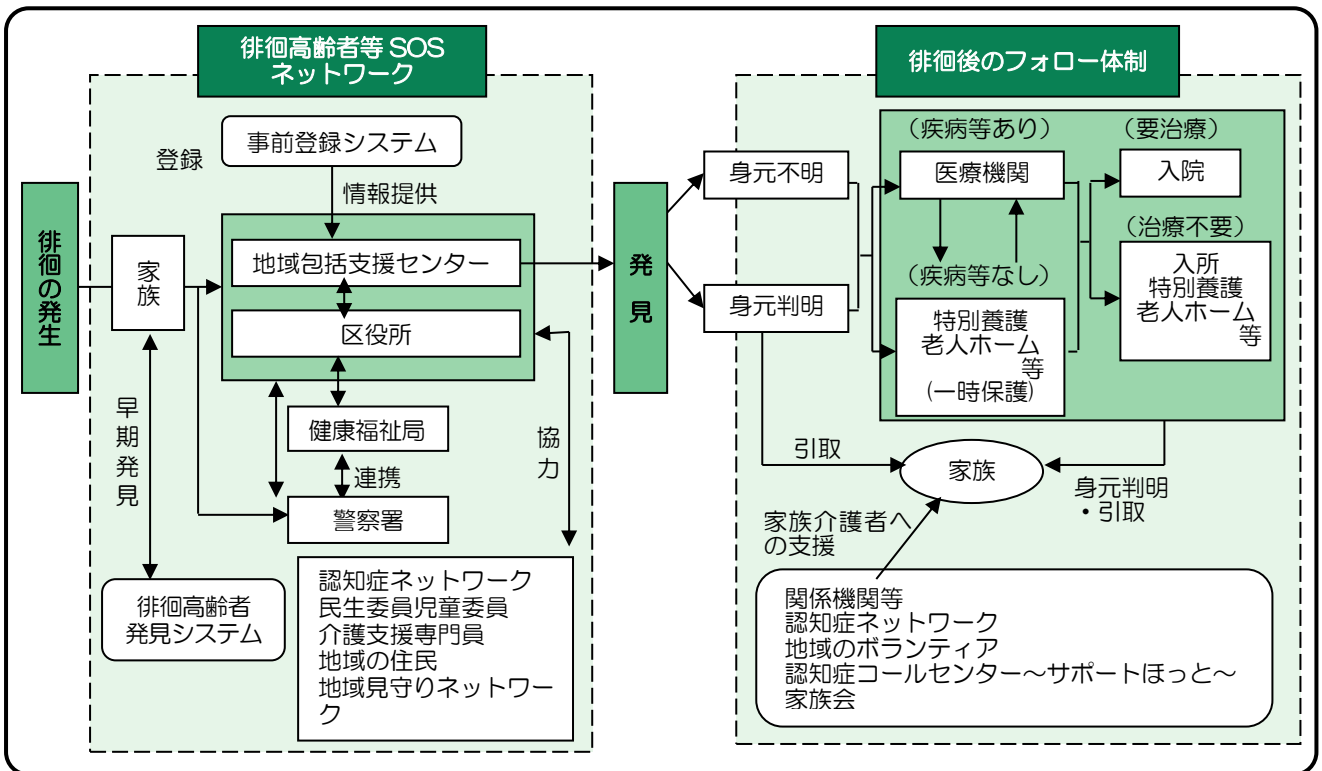 徘徊高齢者等 SOS
ネットワーク
徘徊の発生
登録
事前登録システム
情報提供
家族
地域包括支援センター
区役所
健康福祉局
連携
警察署
早期発見
協力
徘徊高齢者
発見システム
認知症ネットワーク
民生委員児童委員
介護支援専門員
地域の住民
地域見守りネットワー
ク
発見
徘徊後のフォロー体制
身元不明
身元判明
（疾病等あり）
医療機関
（疾病等なし）
特別養護
老人ホーム
等
(一時保護)
（要治療）
入院
（治療不要）
入所
特別養護
老人ホーム
等
引取
家族
身元判明
・引取
家族介護者へ
の支援
関係機関等
認知症ネットワーク
地域のボランティア
認知症コールセンター～サポートほっと～
家族会